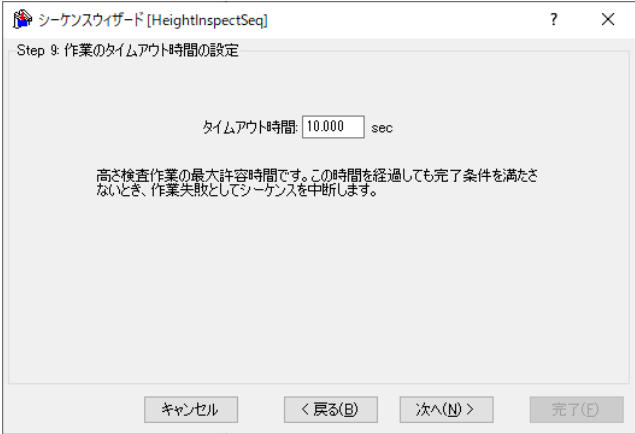 シーケンスウィザード [HeightInspectSeq]
?
×
Step 9: 作業のタイムアウト時間の設定
タイムアウト時間: 10.000 sec
高さ検査作業の最大許容時間です。この時間を経過しても完了条件を満たさ
ないとき、作業失敗としてシーケンスを中断します。
キャンセル
< 戻る(B)
次へ(N) >
完了(F)